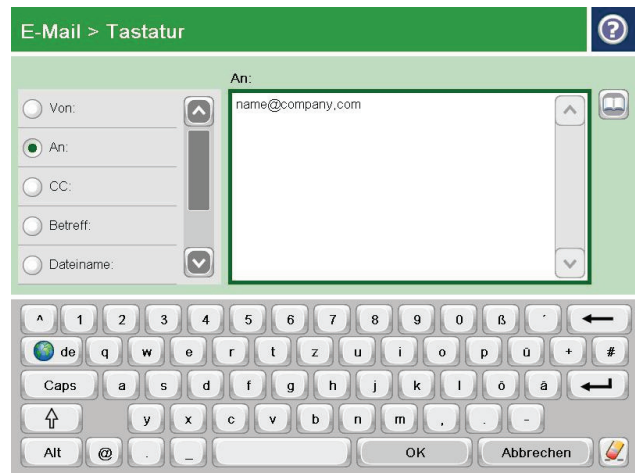 E-Mail > Tastatur
?
An:
Von:
An:
CC:
Betreff:
Dateiname:
name@company.com
^ 1 2 3 4 5 6 7 8 9 0 ß ´
de q w e r t z u i o p ü + #
Caps a s d f g h j k l ö ä
y x c v b n m , . -
Alt @ . _ OK Abbrechen